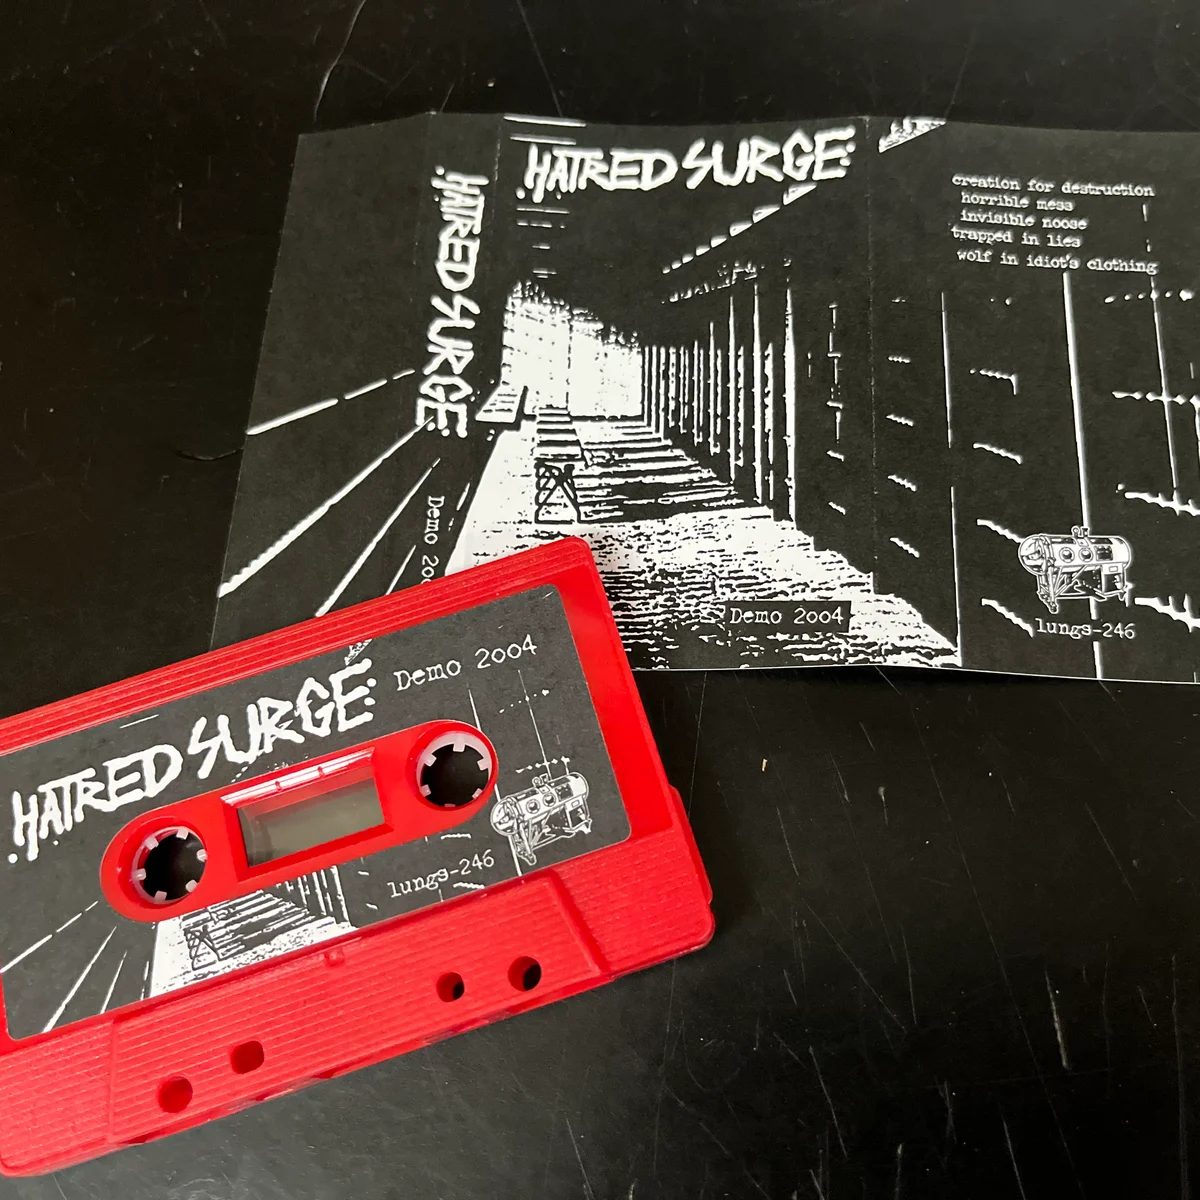 HATRED SURGE
HATRED SURGE
Demo
creation for destruction
horrible mess
invisible noose
trapped in lies
wolf in idiot's clothing
Demo 2004
lungs-246
HATRED SURGE
Demo 2004
lungs-246